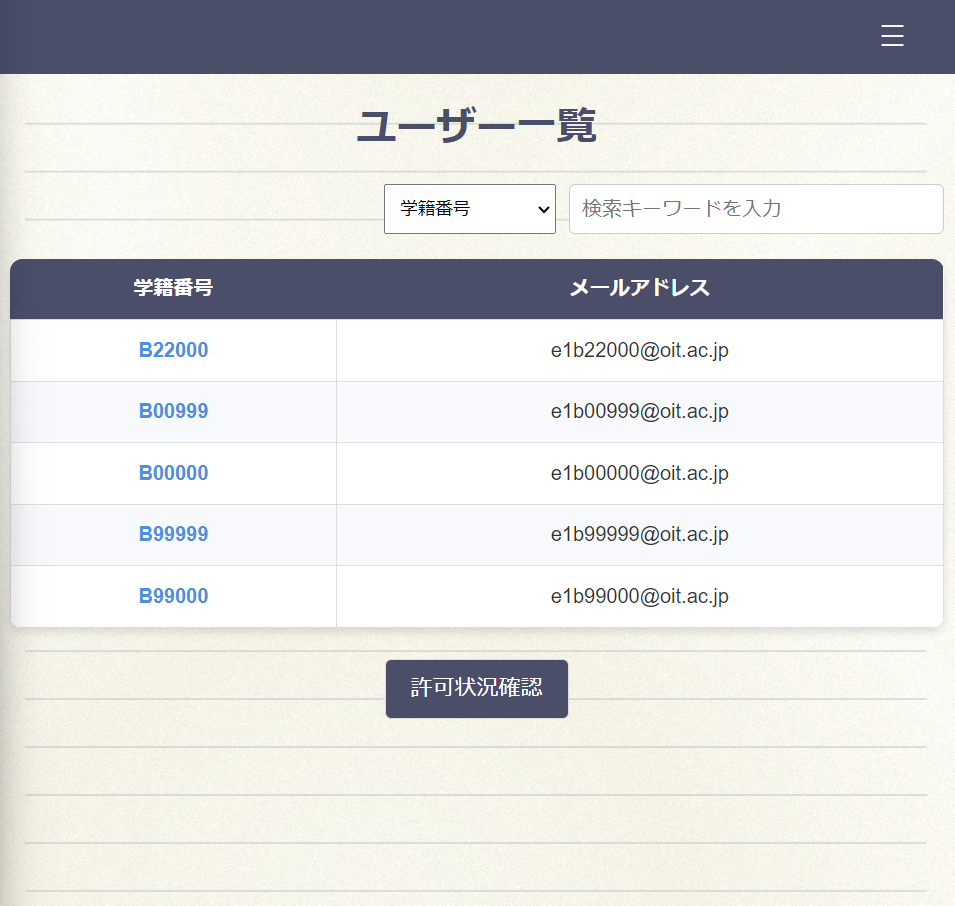 ユーザー一覧
学籍番号 検索キーワードを入力
学籍番号 メールアドレス
B22000 e1b22000@oit.ac.jp
B00999 e1b00999@oit.ac.jp
B00000 e1b00000@oit.ac.jp
B99999 e1b99999@oit.ac.jp
B99000 e1b99000@oit.ac.jp
許可状況確認